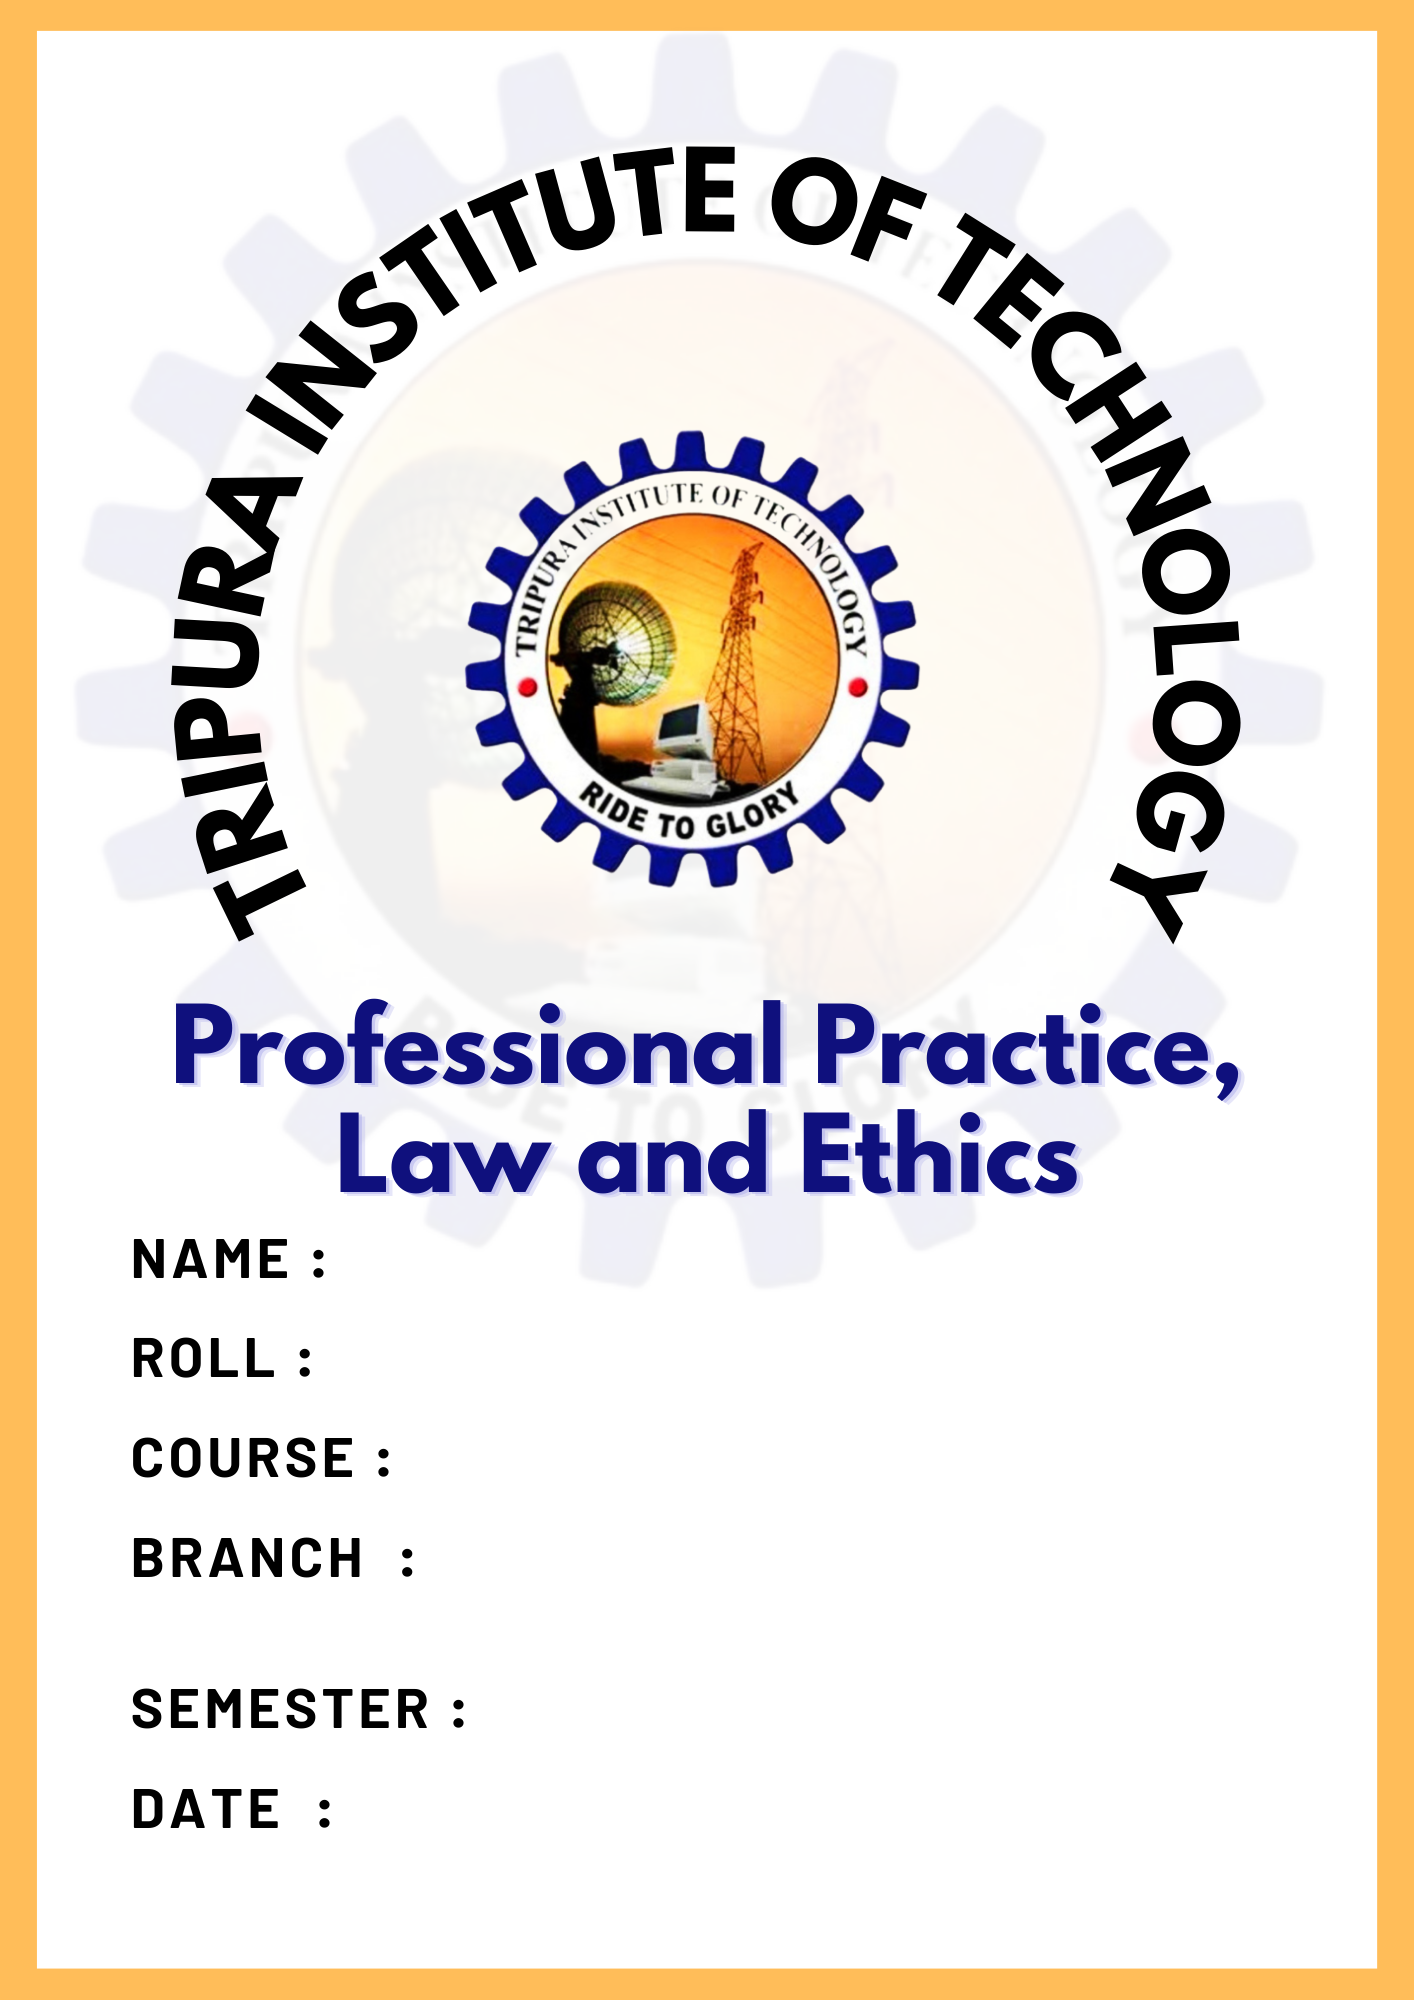 TRIPURA INSTITUTE OF TECHNOLOGY
TRIPURA INSTITUTE OF TECHNOLOGY
RIDE TO GLORY
Professional Practice,
Law and Ethics
NAME :
ROLL :
COURSE :
BRANCH :
SEMESTER :
DATE :